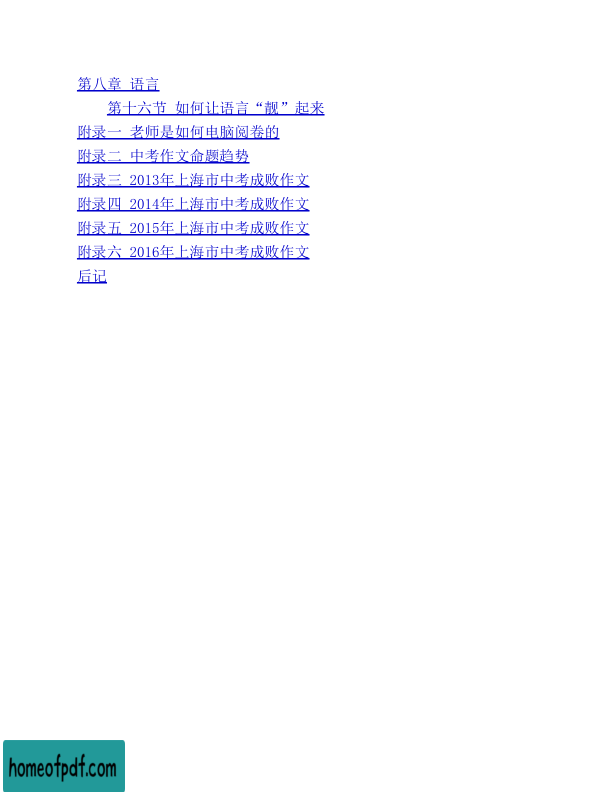 第八章 语言
第十六节 如何让语言“靓”起来
附录一 老师是如何电脑阅卷的
附录二 中考作文命题趋势
附录三 2013年上海市中考成败作文
附录四 2014年上海市中考成败作文
附录五 2015年上海市中考成败作文
附录六 2016年上海市中考成败作文
后记
homeofpdf.com